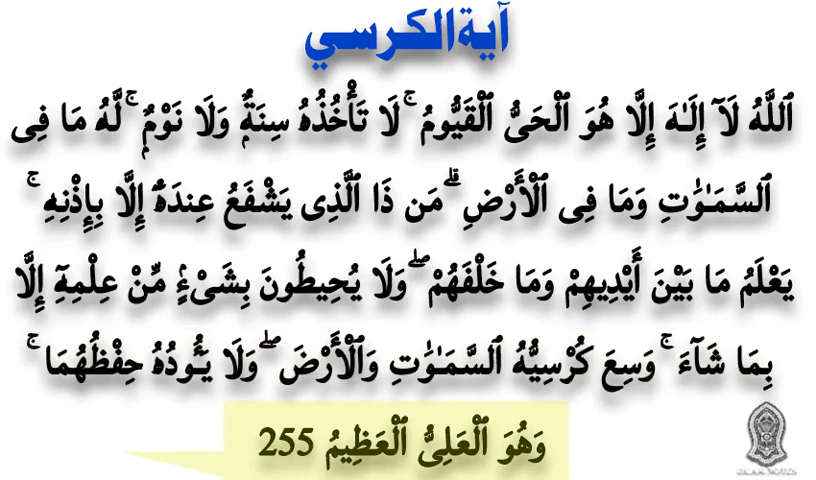 آية الكرسي
ٱللَّهُ لَآ إِلَـٰهَ إِلَّا هُوَ ٱلْحَىُّ ٱلْقَيُّومُ ۚ لَا تَأْخُذُهُۥ سِنَةٌ وَلَا نَوْمٌ ۚ لَّهُۥ مَا فِى
ٱلسَّمَـٰوَٰتِ وَمَا فِى ٱلْأَرْضِ ۗ مَن ذَا ٱلَّذِى يَشْفَعُ عِندَهُۥٓ إِلَّا بِإِذْنِهِۦ ۚ
يَعْلَمُ مَا بَيْنَ أَيْدِيهِمْ وَمَا خَلْفَهُمْ ۖ وَلَا يُحِيطُونَ بِشَىْءٍ مِّنْ عِلْمِهِۦٓ إِلَّا
بِمَا شَآءَ ۚ وَسِعَ كُرْسِيُّهُ ٱلسَّمَـٰوَٰتِ وَٱلْأَرْضَ ۖ وَلَا يَـُٔودُهُۥ حِفْظُهُمَا ۚ
وَهُوَ ٱلْعَلِىُّ ٱلْعَظِيمُ 255